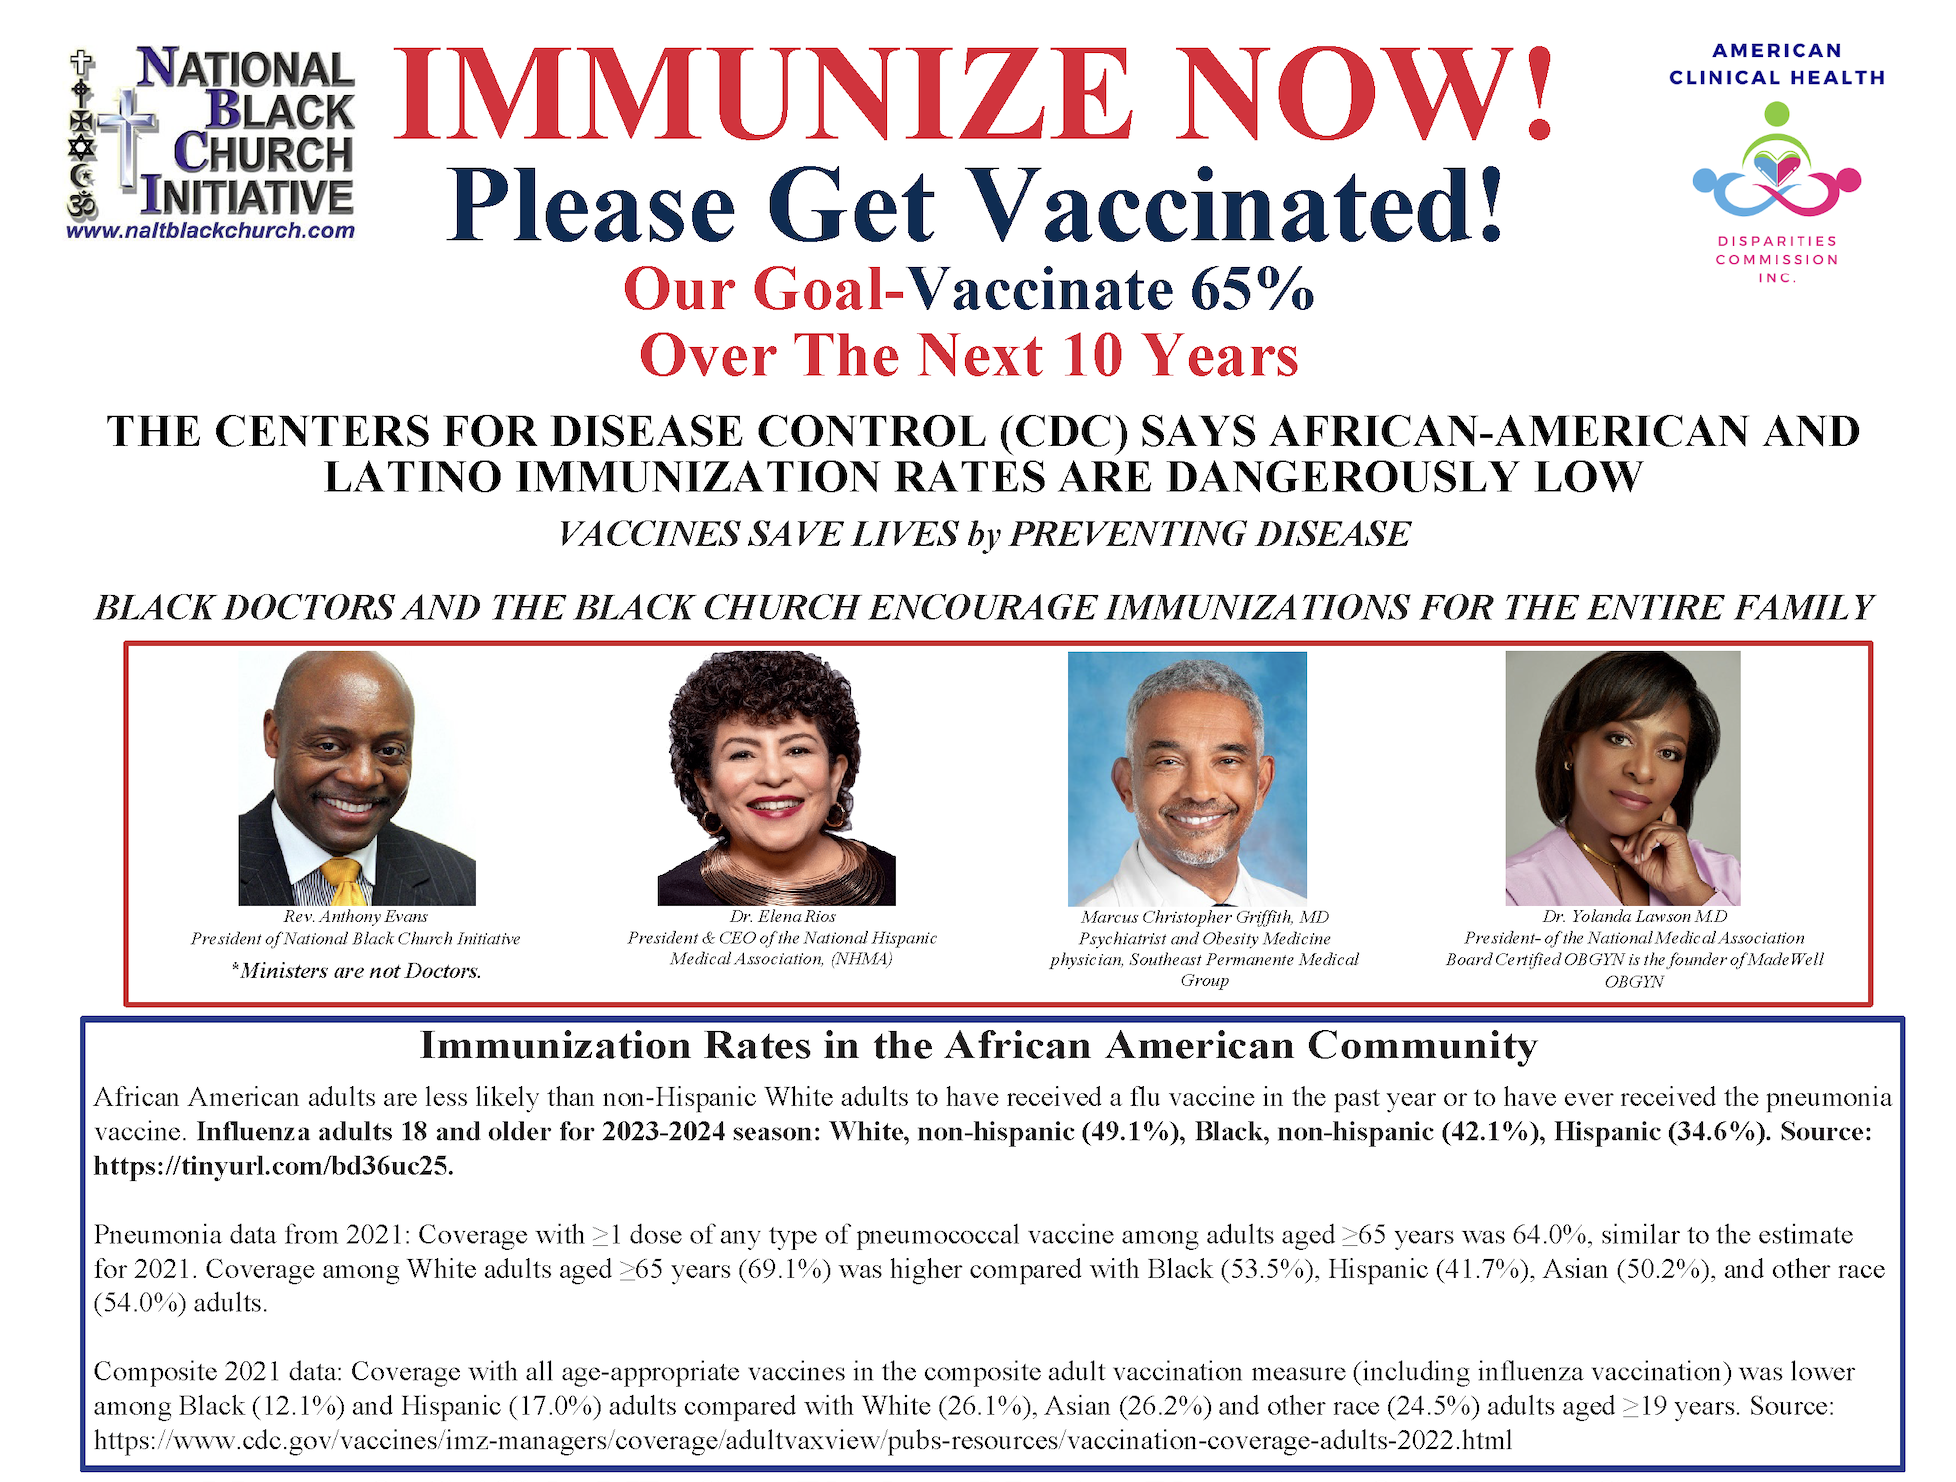 NATIONAL
BLACK
CHURCH
INITIATIVE
www.naltblackchurch.com
IMMUNIZE NOW!
Please Get Vaccinated!
Our Goal-Vaccinate 65%
Over The Next 10 Years
AMERICAN
CLINICAL HEALTH
DISPARITIES
COMMISSION
INC.
THE CENTERS FOR DISEASE CONTROL (CDC) SAYS AFRICAN-AMERICAN AND
LATINO IMMUNIZATION RATES ARE DANGEROUSLY LOW
VACCINES SAVE LIVES by PREVENTING DISEASE
BLACK DOCTORS AND THE BLACK CHURCH ENCOURAGE IMMUNIZATIONS FOR THE ENTIRE FAMILY
Rev. Anthony Evans
President of National Black Church Initiative
*Ministers are not Doctors.
Dr. Elena Rios
President & CEO of the National Hispanic
Medical Association, (NHMA)
Marcus Christopher Griffith, MD
Psychiatrist and Obesity Medicine
physician, Southeast Permanente Medical
Group
Dr. Yolanda Lawson M.D
President- of the National Medical Association
Board Certified OBGYN is the founder of MadeWell
OBGYN
Immunization Rates in the African American Community
African American adults are less likely than non-Hispanic White adults to have received a flu vaccine in the past year or to have ever received the pneumonia
vaccine. Influenza adults 18 and older for 2023-2024 season: White, non-hispanic (49.1%), Black, non-hispanic (42.1%), Hispanic (34.6%). Source:
https://tinyurl.com/bd36uc25.
Pneumonia data from 2021: Coverage with ≥1 dose of any type of pneumococcal vaccine among adults aged ≥65 years was 64.0%, similar to the estimate
for 2021. Coverage among White adults aged ≥65 years (69.1%) was higher compared with Black (53.5%), Hispanic (41.7%), Asian (50.2%), and other race
(54.0%) adults.
Composite 2021 data: Coverage with all age-appropriate vaccines in the composite adult vaccination measure (including influenza vaccination) was lower
among Black (12.1%) and Hispanic (17.0%) adults compared with White (26.1%), Asian (26.2%) and other race (24.5%) adults aged ≥19 years. Source:
https://www.cdc.gov/vaccines/imz-managers/coverage/adultvaxview/pubs-resources/vaccination-coverage-adults-2022.html